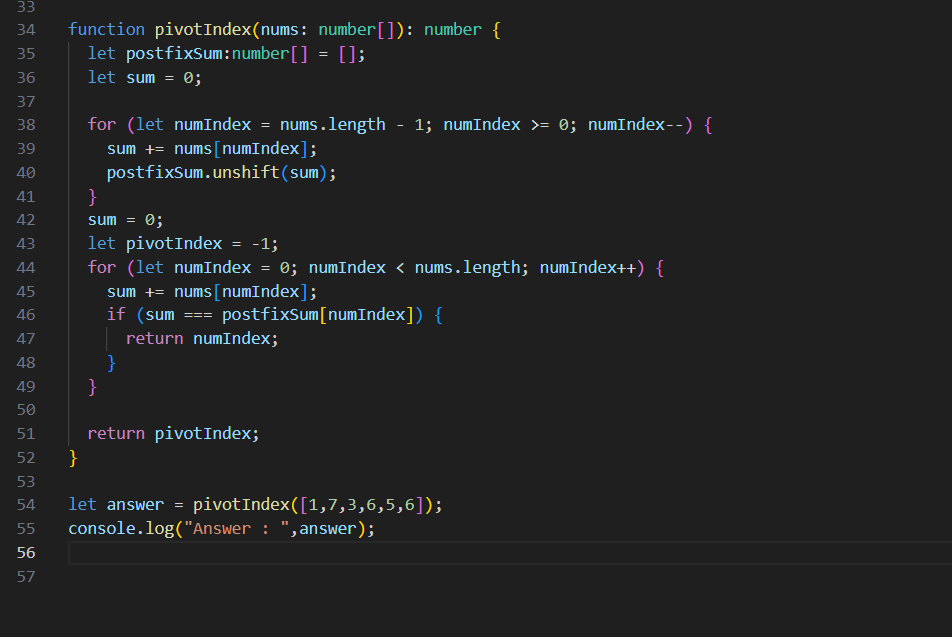 33
34 function pivotIndex(nums: number[]): number {
35 let postfixSum:number[] = [];
36 let sum = 0;
37
38 for (let numIndex = nums.length - 1; numIndex >= 0; numIndex--) {
39 sum += nums[numIndex];
40 postfixSum.unshift(sum);
41 }
42 sum = 0;
43 let pivotIndex = -1;
44 for (let numIndex = 0; numIndex < nums.length; numIndex++) {
45 sum += nums[numIndex];
46 if (sum === postfixSum[numIndex]) {
47 return numIndex;
48 }
49 }
50
51 return pivotIndex;
52 }
53
54 let answer = pivotIndex([1,7,3,6,5,6]);
55 console.log("Answer : ",answer);
56
57